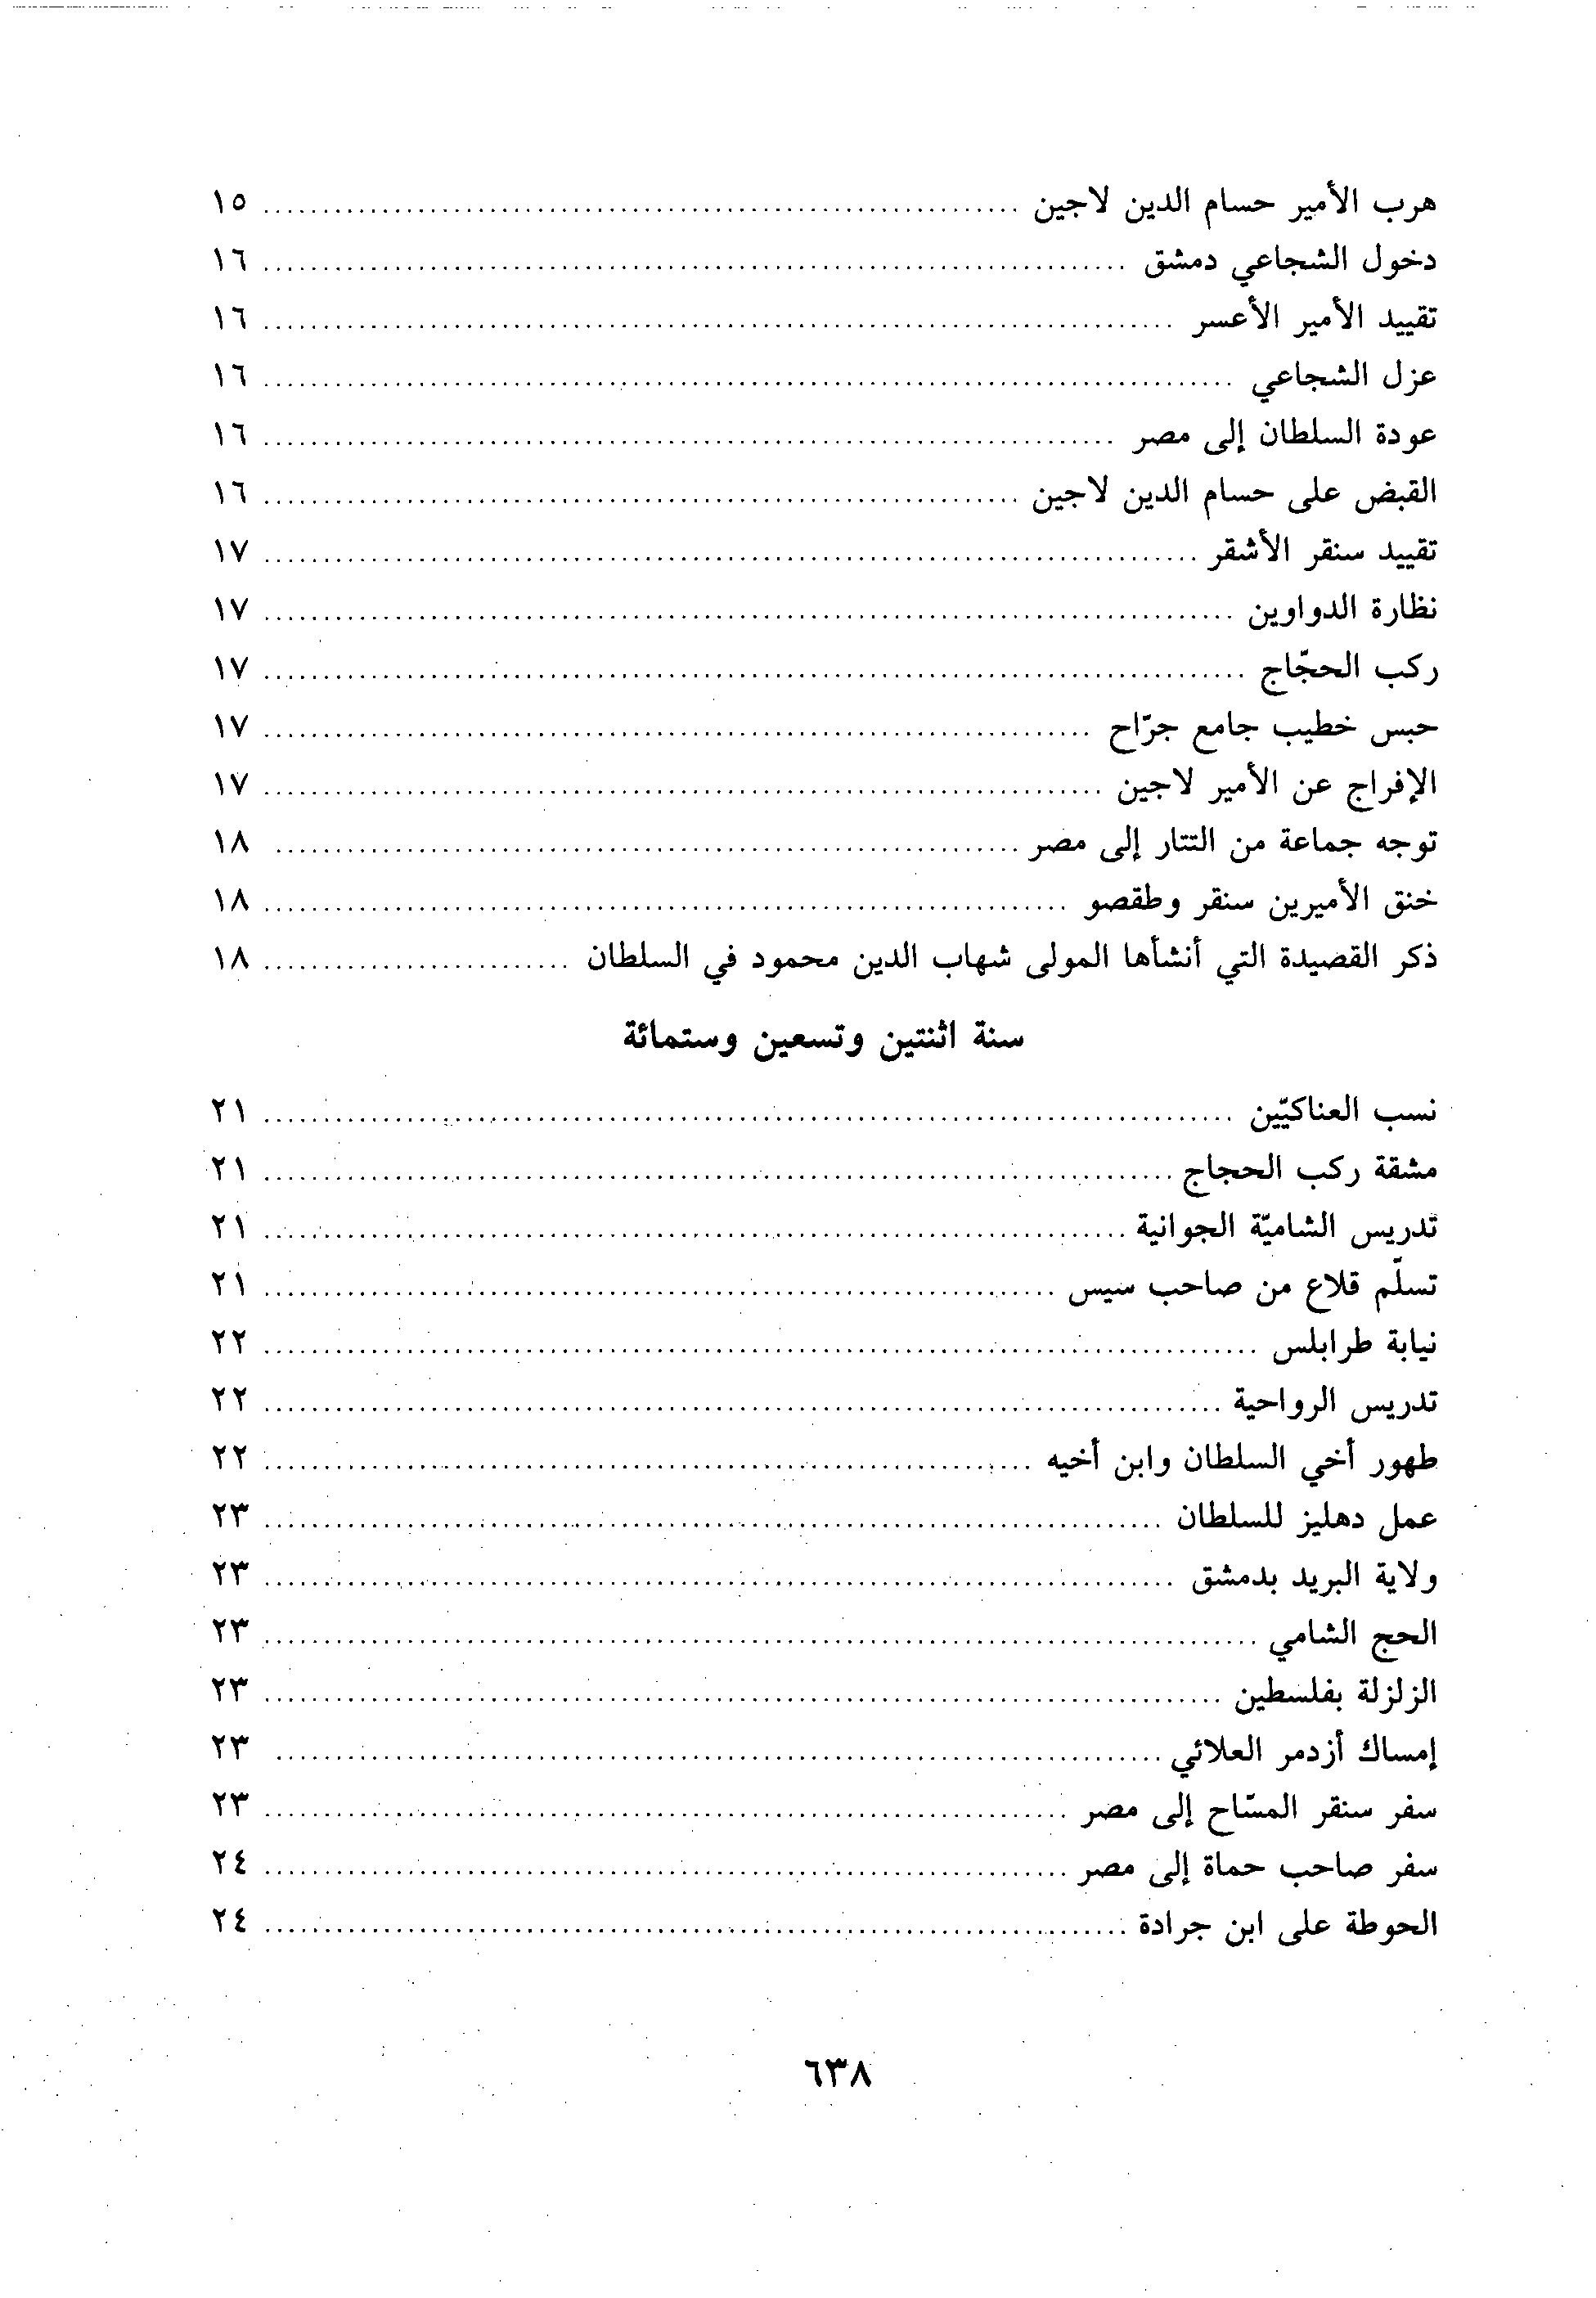 هرب الأمير حسام الدين لاجين ........ ١٥
دخول الشجاعي دمشق ........ ١٦
تقييد الأمير الأعسر ........ ١٦
عزل الشجاعي ........ ١٦
عودة السلطان إلى مصر ........ ١٦
القبض على حسام الدين لاجين ........ ١٦
تقييد سنقر الأشقر ........ ١٧
نظارة الدواوين ........ ١٧
ركب الحجّاج ........ ١٧
حبس خطيب جامع جرّاح ........ ١٧
الإفراج عن الأمير لاجين ........ ١٧
توجه جماعة من التتار إلى مصر ........ ١٨
خنق الأميرين سنقر وطقصو ........ ١٨
ذكر القصيدة التي أنشأها المولى شهاب الدين محمود في السلطان ........ ١٨
سنة اثنتين وتسعين وستمائة
نسب العناكيّين ........ ٢١
مشقة ركب الحجاج ........ ٢١
تدريس الشاميّة الجوانية ........ ٢١
تسلّم قلاع من صاحب سيس ........ ٢١
نيابة طرابلس ........ ٢٢
تدريس الرواحية ........ ٢٢
طهور أخي السلطان وابن أخيه ........ ٢٢
عمل دهليز للسلطان ........ ٢٣
ولاية البريد بدمشق ........ ٢٣
الحج الشامي ........ ٢٣
الزلزلة بفلسطين ........ ٢٣
إمساك أزدمر العلائي ........ ٢٣
سفر سنقر المسّاح إلى مصر ........ ٢٣
سفر صاحب حماة إلى مصر ........ ٢٤
الحوطة على ابن جرادة ........ ٢٤
٦٣٨